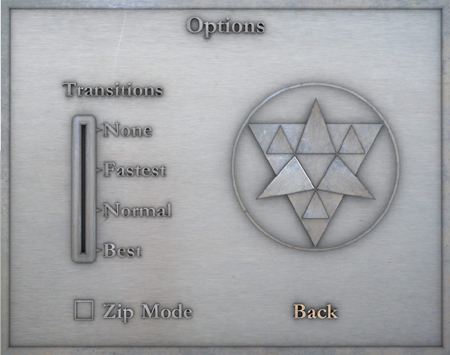 Options
Transitions
None
Fastest
Normal
Best
Zip Mode
Back